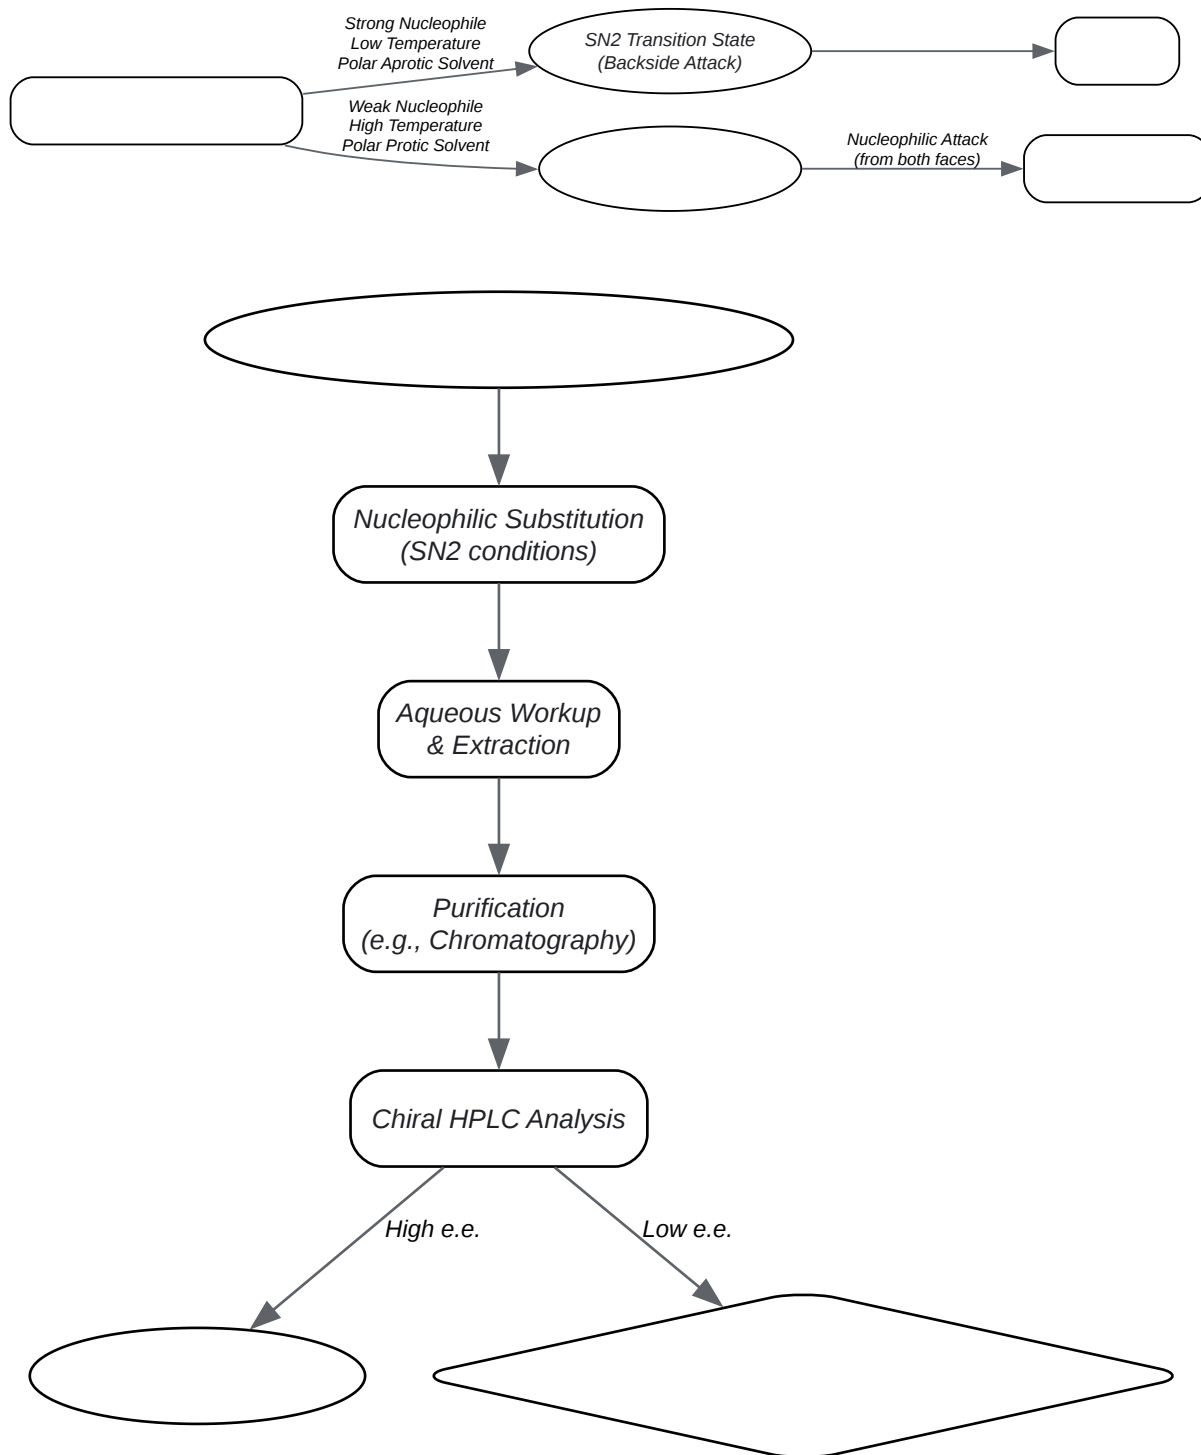 Strong Nucleophile
Low Temperature
Polar Aprotic Solvent
SN2 Transition State
(Backside Attack)
Weak Nucleophile
High Temperature
Polar Protic Solvent
Nucleophilic Attack
(from both faces)
Nucleophilic Substitution
(SN2 conditions)
Aqueous Workup
& Extraction
Purification
(e.g., Chromatography)
Chiral HPLC Analysis
High e.e.
Low e.e.